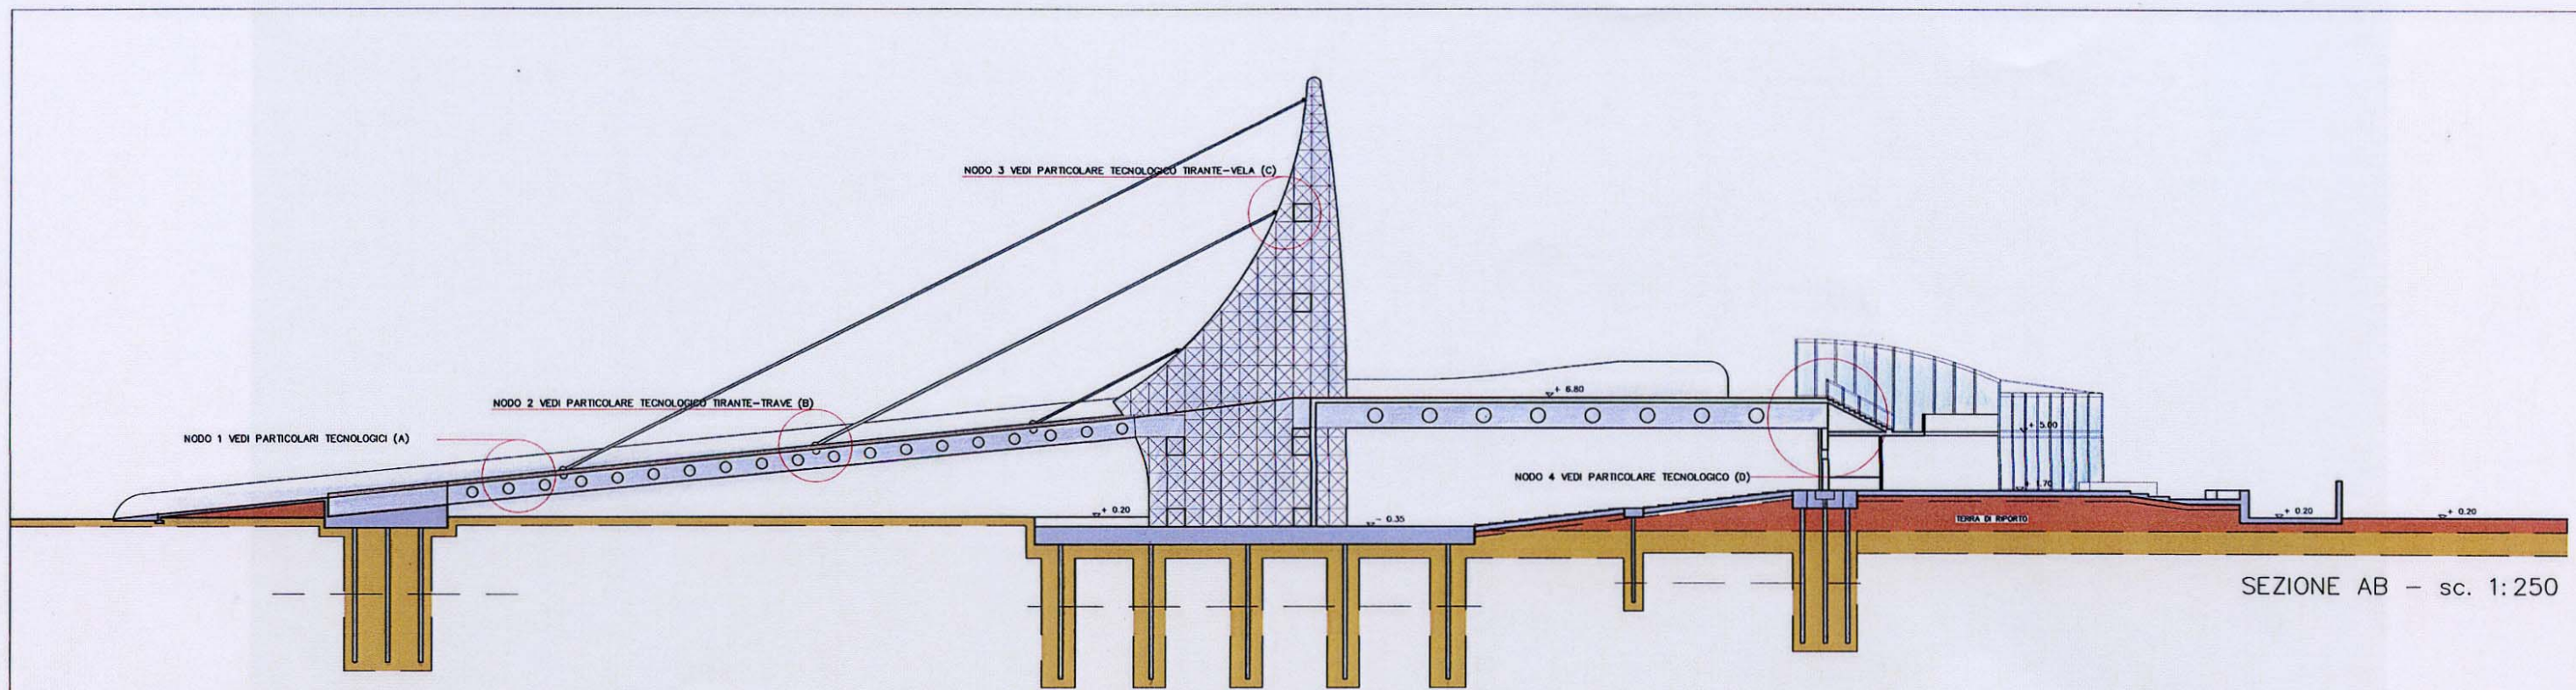 NODO 3 VEDI PARTICOLARE TECNOLOGICO TIRANTE-VELA (C)
+ 6.80
NODO 2 VEDI PARTICOLARE TECNOLOGICO TIRANTE-TRAVE (B)
+ 5.00
NODO 1 VEDI PARTICOLARI TECNOLOGICI (A)
NODO 4 VEDI PARTICOLARE TECNOLOGICO (D)
+ 1.70
+ 0.20
- 0.35
TERRA DI RIPORTO
+ 0.20
+ 0.20
SEZIONE AB - sc. 1:250